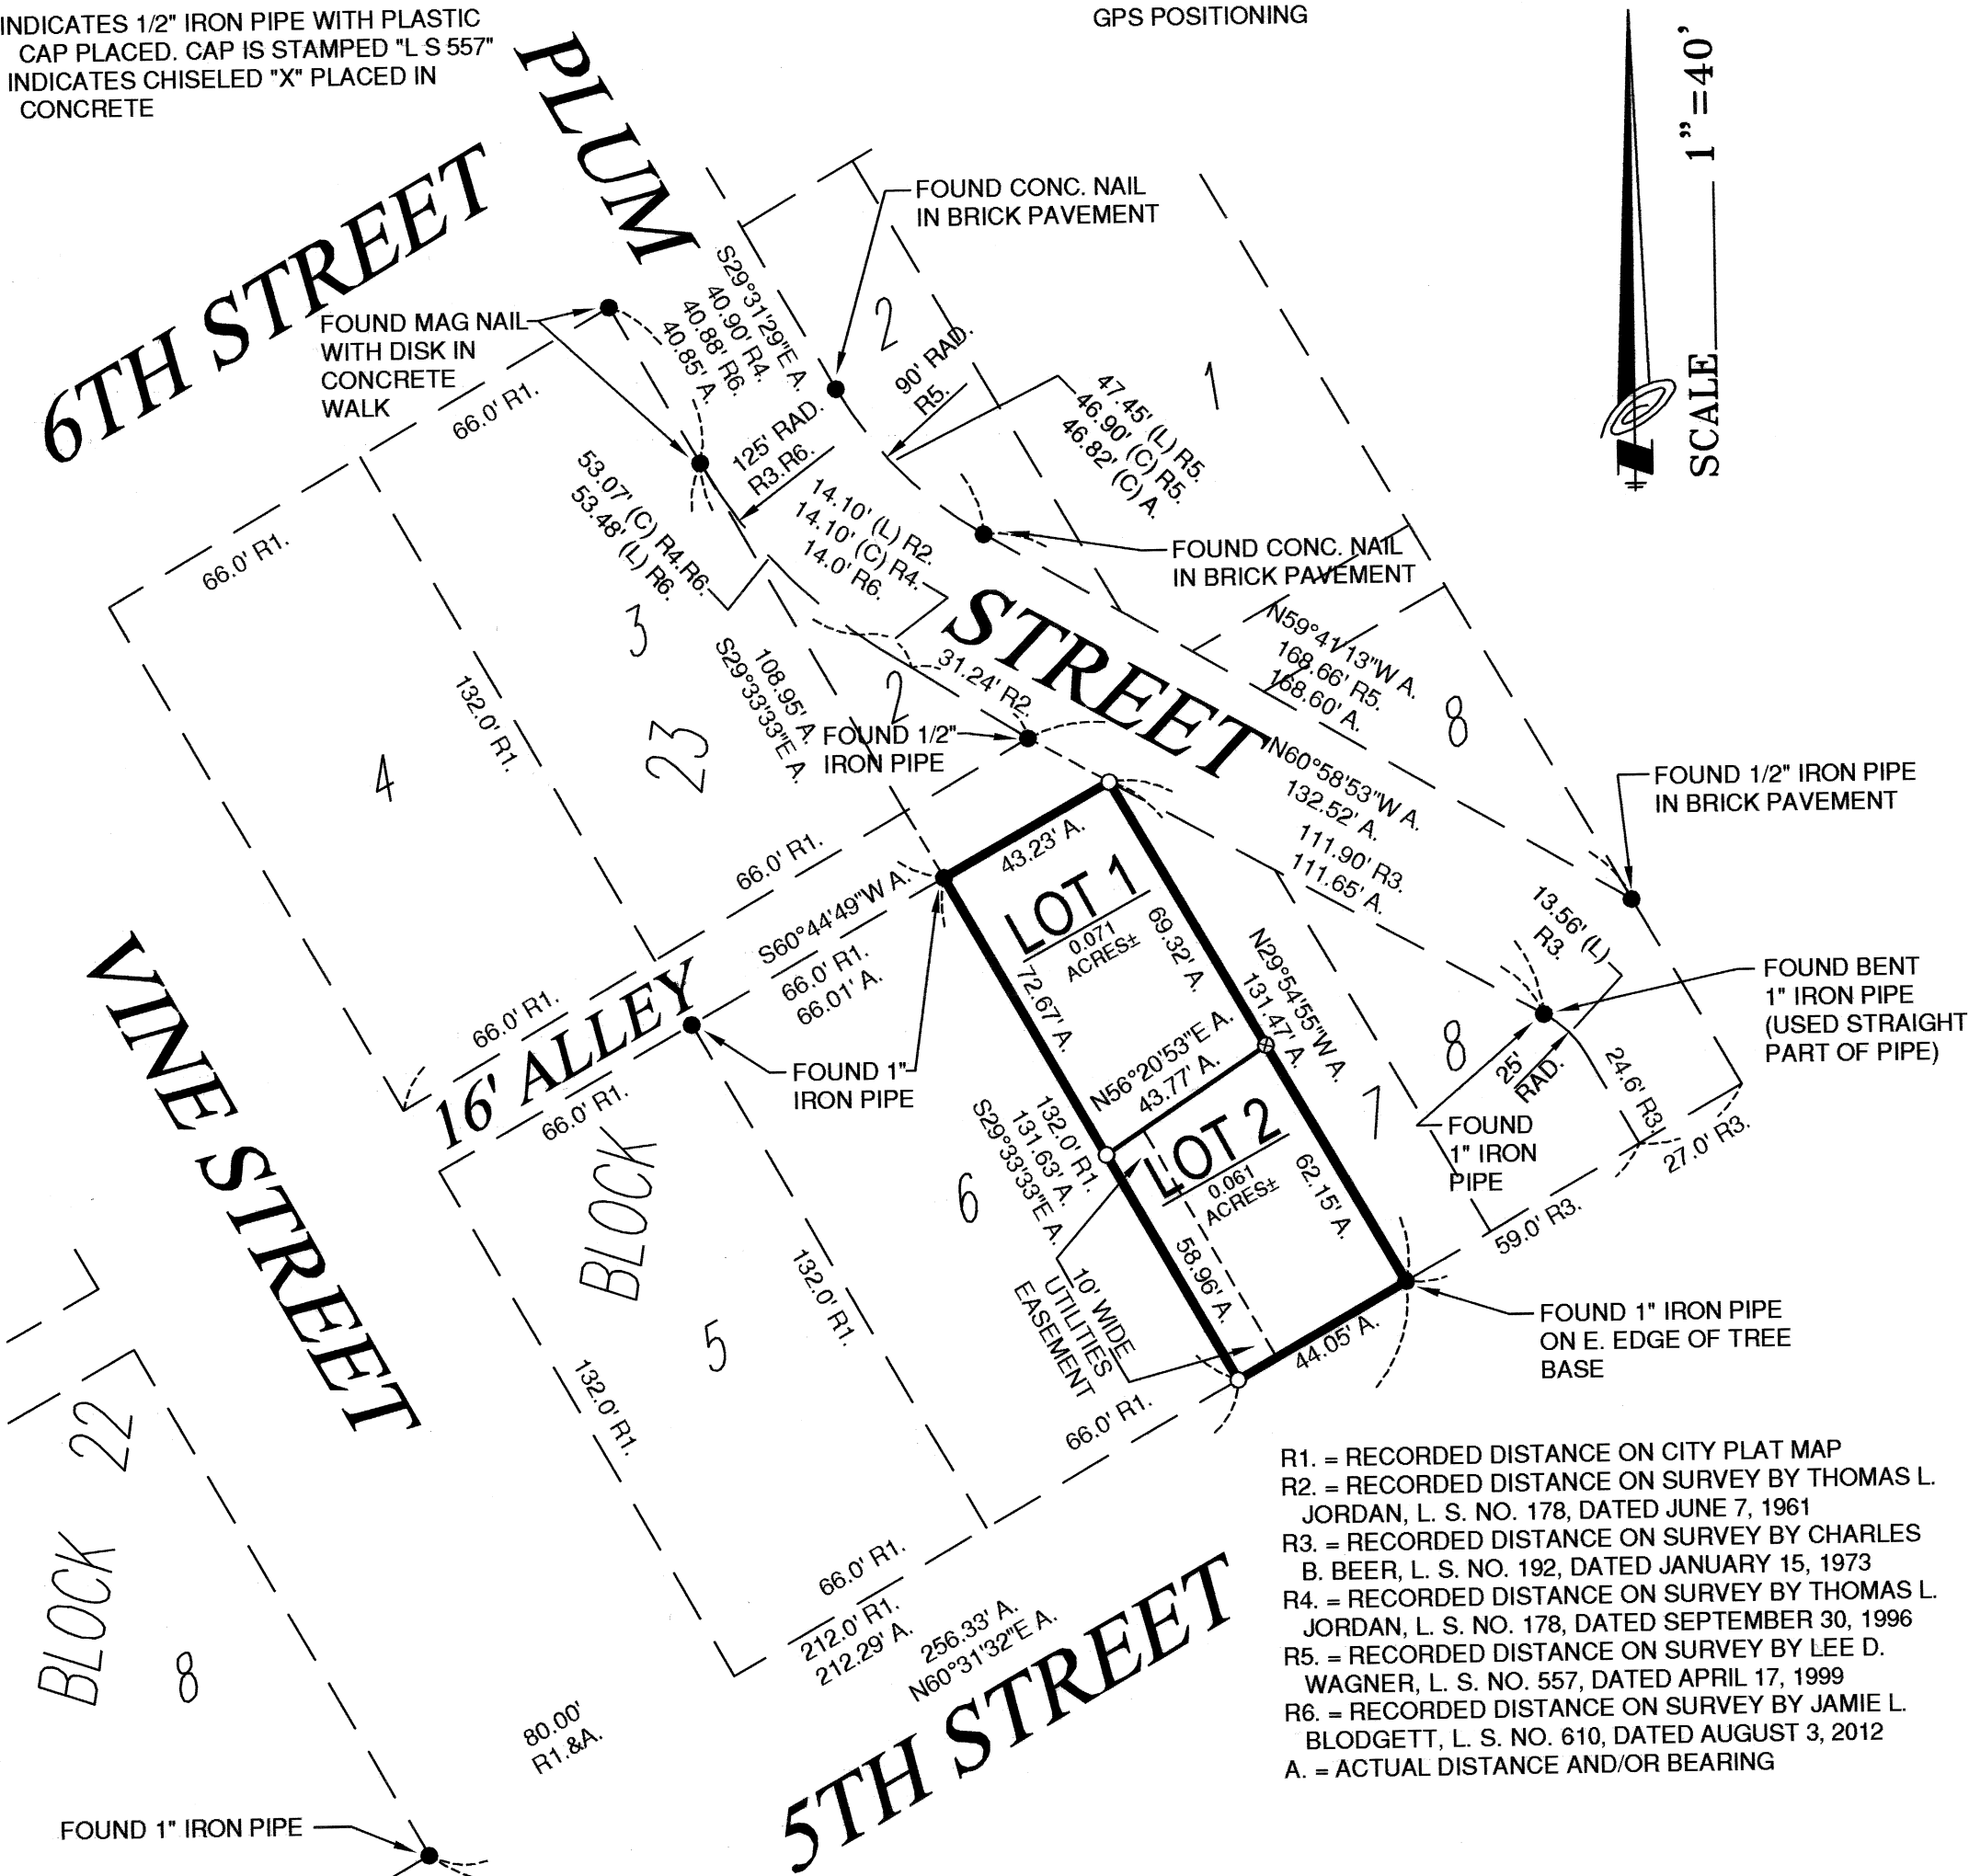 INDICATES 1/2" IRON PIPE WITH PLASTIC
CAP PLACED. CAP IS STAMPED "L S 557"
INDICATES CHISELED "X" PLACED IN
CONCRETE
GPS POSITIONING
SCALE 1"=40'
6TH STREET
PLUM
STREET
FOUND CONC. NAIL
IN BRICK PAVEMENT
FOUND MAG NAIL
WITH DISK IN
CONCRETE
WALK
S29°31'29"E A.
40.90' R4.
40.88' R6.
40.85' A.
2
90' RAD.
R5.
1
47.45' (L) R5.
46.90' (C) R5.
46.82' (C) A.
125' RAD.
R3.R6.
66.0' R1.
66.0' R1.
53.07' (C) R4.R6.
53.48' (L) R6.
14.10' (L) R2.
14.10' (C) R4.
14.0' R6.
FOUND CONC. NAIL
IN BRICK PAVEMENT
N59°41'13"W A.
168.66' R5.
168.60' A.
8
3
132.0' R1.
23
108.95' A.
S29°33'33"E A.
2
31.24' R2.
4
FOUND 1/2"
IRON PIPE
N60°58'53"W A.
132.52' A.
111.90' R3.
111.65' A.
FOUND 1/2" IRON PIPE
IN BRICK PAVEMENT
66.0' R1.
43.23' A.
LOT 1
0.071
ACRES±
69.32' A.
72.67' A.
S60°44'49"W A.
66.0' R1.
66.01' A.
66.0' R1.
16' ALLEY
66.0' R1.
VINE STREET
FOUND 1"
IRON PIPE
N29°54'55"W A.
131.47' A.
13.56' (L)
R3.
FOUND BENT
1" IRON PIPE
(USED STRAIGHT
PART OF PIPE)
8
25'
RAD.
24.6' R3.
27.0' R3.
FOUND
1" IRON
PIPE
7
59.0' R3.
N56°20'53"E A.
43.77' A.
132.0' R1.
131.63' A.
S29°33'33"E A.
LOT 2
0.061
ACRES±
62.15' A.
58.96' A.
10' WIDE
UTILITIES
EASEMENT
44.05' A.
FOUND 1" IRON PIPE
ON E. EDGE OF TREE
BASE
BLOCK
6
5
132.0' R1.
132.0' R1.
66.0' R1.
66.0' R1.
212.0' R1.
212.29' A.
256.33' A.
N60°31'32"E A.
5TH STREET
BLOCK 22
8
80.00'
R1.&A.
FOUND 1" IRON PIPE
R1. = RECORDED DISTANCE ON CITY PLAT MAP
R2. = RECORDED DISTANCE ON SURVEY BY THOMAS L.
JORDAN, L. S. NO. 178, DATED JUNE 7, 1961
R3. = RECORDED DISTANCE ON SURVEY BY CHARLES
B. BEER, L. S. NO. 192, DATED JANUARY 15, 1973
R4. = RECORDED DISTANCE ON SURVEY BY THOMAS L.
JORDAN, L. S. NO. 178, DATED SEPTEMBER 30, 1996
R5. = RECORDED DISTANCE ON SURVEY BY LEE D.
WAGNER, L. S. NO. 557, DATED APRIL 17, 1999
R6. = RECORDED DISTANCE ON SURVEY BY JAMIE L.
BLODGETT, L. S. NO. 610, DATED AUGUST 3, 2012
A. = ACTUAL DISTANCE AND/OR BEARING